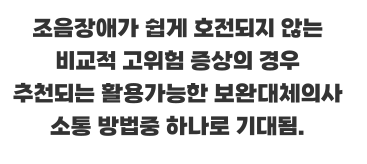 조음장애가 쉽게 호전되지 않는
비교적 고위험 증상의 경우
추천되는 활용가능한 보완대체의사
소통 방법중 하나로 기대됨.